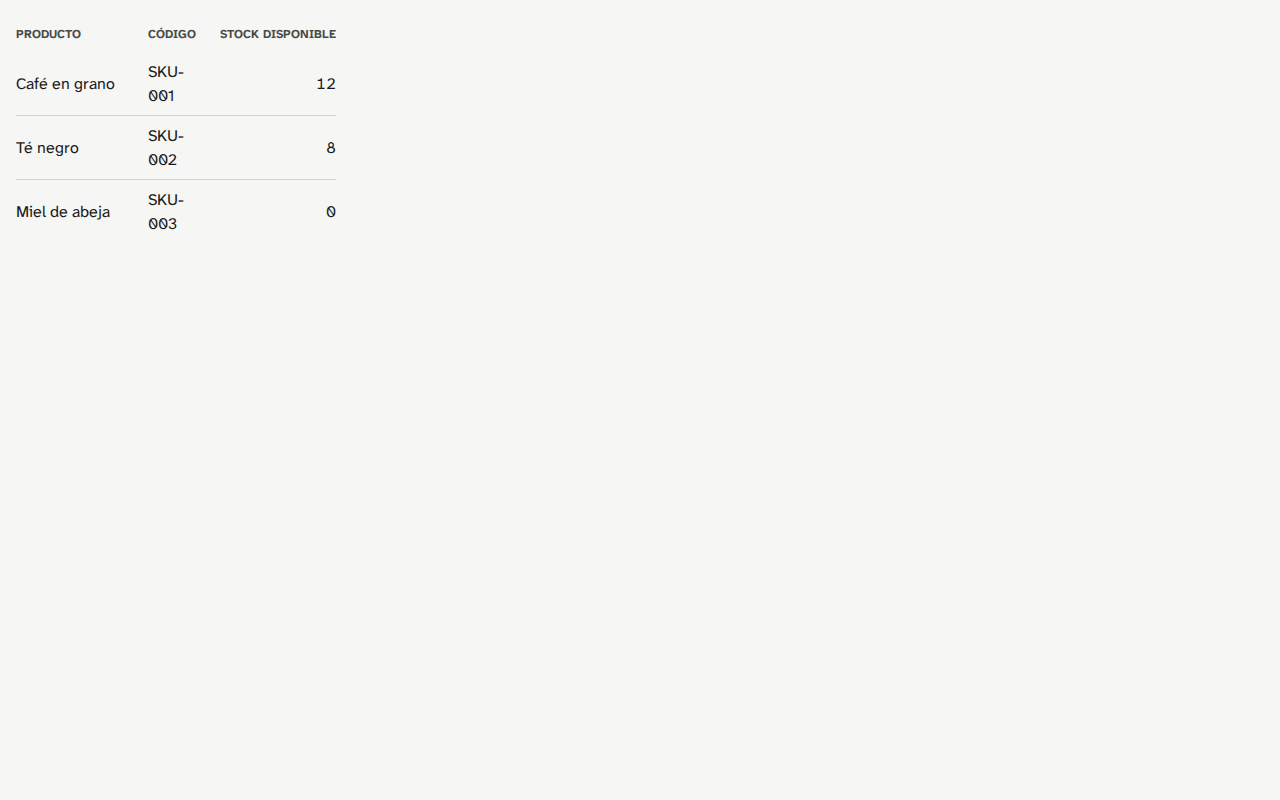 PRODUCTO CÓDIGO STOCK DISPONIBLE
Café en grano SKU-001 12
Té negro SKU-002 8
Miel de abeja SKU-003 0